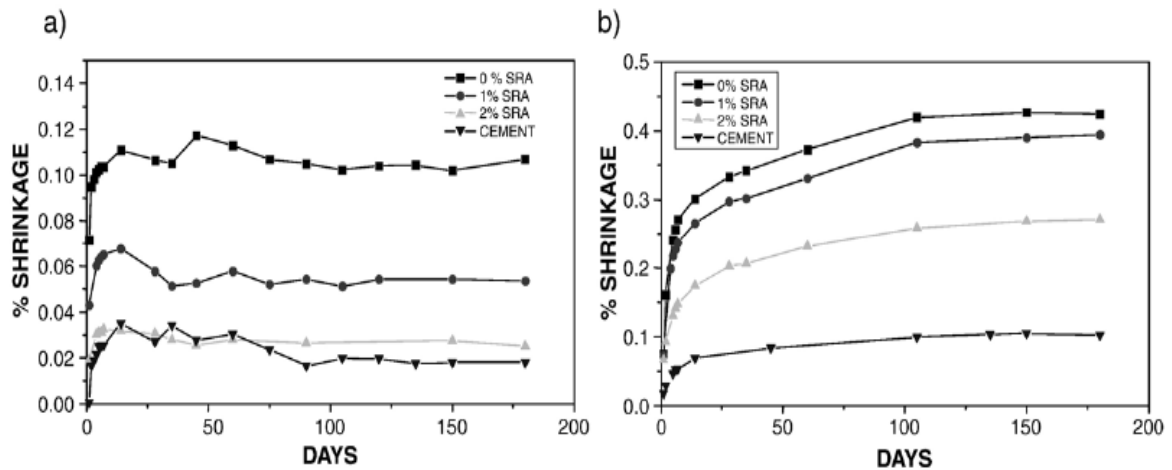 a)
0.14
0.12
0.10
0.08
0.06
0.04
0.02
0.00
% SHRINKAGE
0 % SRA
1% SRA
2% SRA
CEMENT
0 50 100 150 200
DAYS
b)
0.5
0.4
0.3
0.2
0.1
0.0
% SHRINKAGE
0% SRA
1% SRA
2% SRA
CEMENT
0 50 100 150 200
DAYS